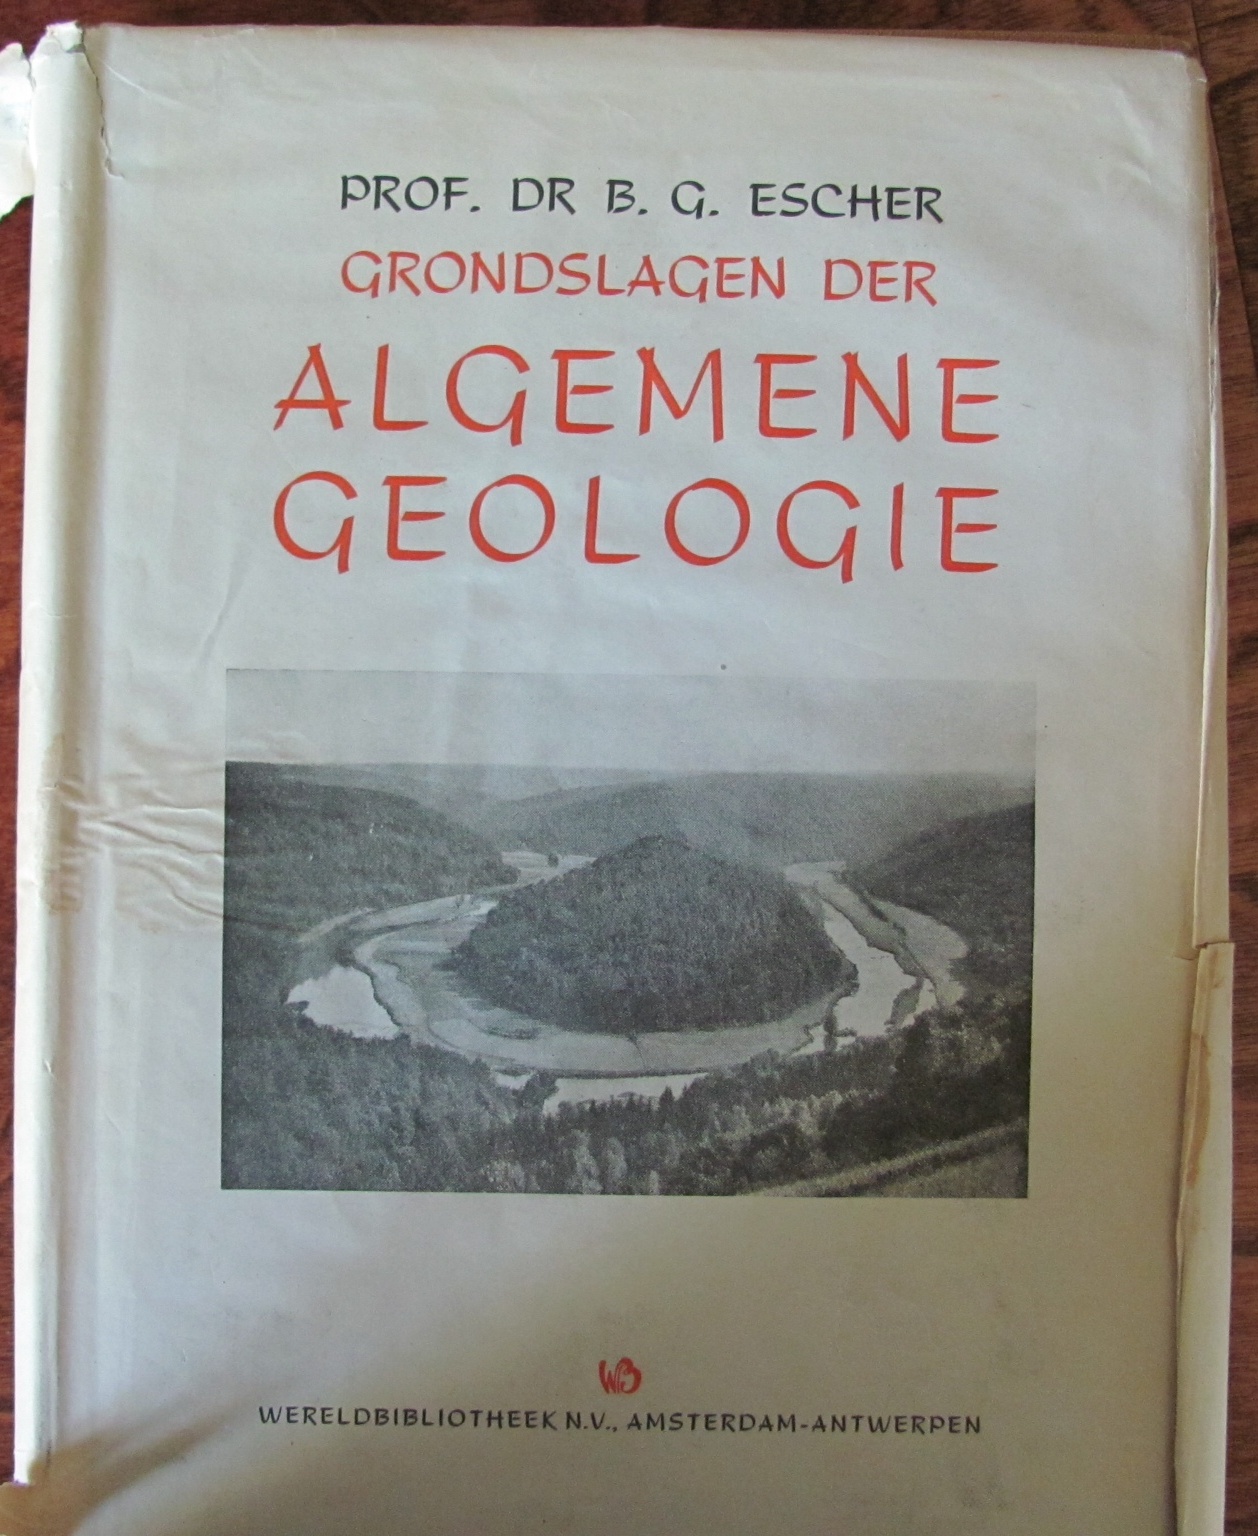 PROF. DR B. G. ESCHER
GRONDSLAGEN DER
ALGEMENE
GEOLOGIE
WB
WERELDBIBLIOTHEEK N.V., AMSTERDAM-ANTWERPEN